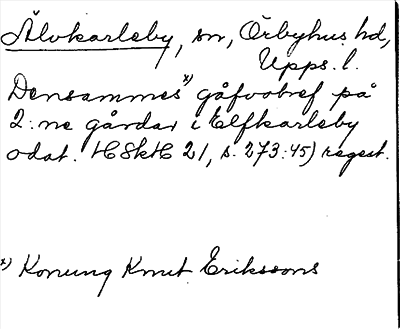 Älvkarleby, sn, Örbyhus hd,
Upps. l.
Densammes x) gåfvobref på
2:ne gårdar i Elfkarleby
odat. HSkH 21, s. 273:45) regest.
x) Konung Knut Erikssons